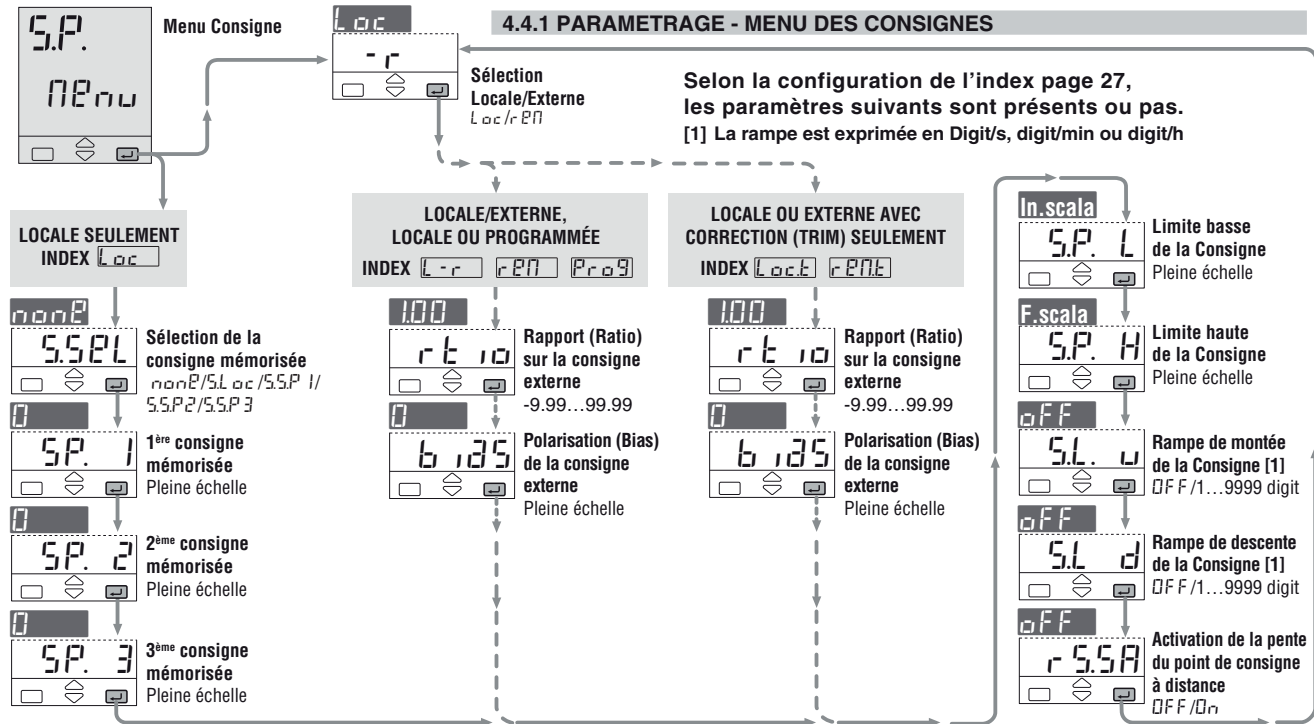 4.4.1 PARAMETRAGE - MENU DES CONSIGNES
S.P.
MEnu
Menu Consigne
Loc
-r
Sélection
Locale/Externe
Loc/rEM
Selon la configuration de l'index page 27,
les paramètres suivants sont présents ou pas.
[1] La rampe est exprimée en Digit/s, digit/min ou digit/h
LOCALE SEULEMENT
INDEX Loc
nonE
S.SEL
Sélection de la
consigne mémorisée
nonE/S.Loc/S.S.P 1/
S.S.P2/S.S.P 3
0
SP. 1
1ère consigne
mémorisée
Pleine échelle
0
SP. 2
2ème consigne
mémorisée
Pleine échelle
0
SP. 3
3ème consigne
mémorisée
Pleine échelle
LOCALE/EXTERNE,
LOCALE OU PROGRAMMÉE
INDEX L-r rEM Prog
1.00
rtio
Rapport (Ratio)
sur la consigne
externe
-9.99…99.99
0
biaS
Polarisation (Bias)
de la consigne
externe
Pleine échelle
LOCALE OU EXTERNE AVEC
CORRECTION (TRIM) SEULEMENT
INDEX Loc.t rEM.t
1.00
rtio
Rapport (Ratio)
sur la consigne
externe
-9.99…99.99
0
biaS
Polarisation (Bias)
de la consigne
externe
Pleine échelle
In.scala
S.P. L
Limite basse
de la Consigne
Pleine échelle
F.scala
S.P. H
Limite haute
de la Consigne
Pleine échelle
oFF
S.L. u
Rampe de montée
de la Consigne [1]
OFF/1…9999 digit
oFF
S.L d
Rampe de descente
de la Consigne [1]
OFF/1…9999 digit
oFF
r S.SA
Activation de la pente
du point de consigne
à distance
OFF/On